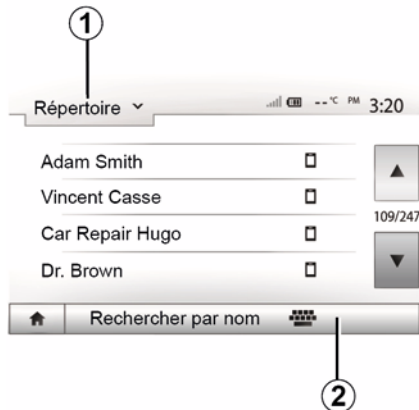 1
Répertoire
--°C PM 3:20
Adam Smith
Vincent Casse
109/247
Car Repair Hugo
Dr. Brown
Rechercher par nom
2